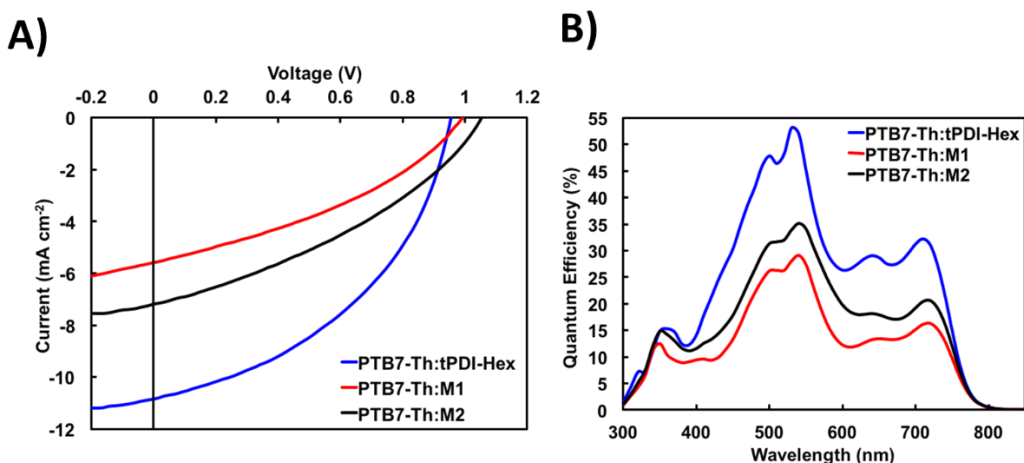 A)
Voltage (V)
-0.2 0 0.2 0.4 0.6 0.8 1 1.2
Current (mA cm-2)
0
-2
-4
-6
-8
-10
-12
PTB7-Th:tPDI-Hex
PTB7-Th:M1
PTB7-Th:M2
B)
Quantum Efficiency (%)
55
50
45
40
35
30
25
20
15
10
5
0
PTB7-Th:tPDI-Hex
PTB7-Th:M1
PTB7-Th:M2
300 400 500 600 700 800
Wavelength (nm)